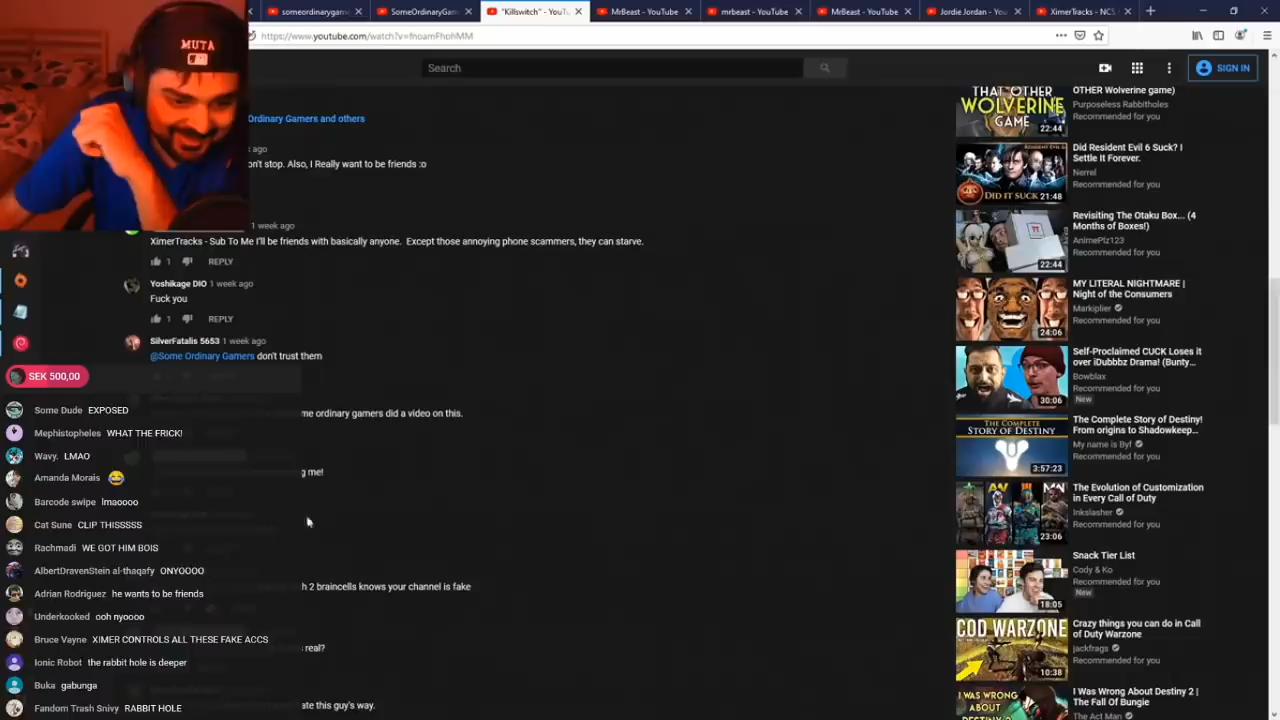 someordinarygam
SomeOrdinaryGam
"Killswitch" - YouTu
MrBeast - YouTube
mrbeast - YouTube
MrBeast - YouTube
Jordie Jordan - You
XimerTracks - NCS
MUTA
https://www.youtube.com/watch?v=fnoamFhohMM
Search
SIGN IN
Ordinary Gamers and others
ago
n't stop. Also, I Really want to be friends :o
1 week ago
XimerTracks - Sub To Me I'll be friends with basically anyone. Except those annoying phone scammers, they can starve.
1 REPLY
Yoshikage DIO 1 week ago
Fuck you
1 REPLY
SilverFatalis 5653 1 week ago
@Some Ordinary Gamers don't trust them
SEK 500,00
me ordinary gamers did a video on this.
g me!
h 2 braincells knows your channel is fake
real?
ate this guy's way.
Some Dude EXPOSED
Mephistopheles WHAT THE FRICK!
Wavy. LMAO
Amanda Morais 😂
Barcode swipe lmaoooo
Cat Sune CLIP THISSSSS
Rachmadi WE GOT HIM BOIS
AlbertDravenStein al-thaqafy ONYOOOO
Adrian Rodriguez he wants to be friends
Underkooked ooh nyoooo
Bruce Vayne XIMER CONTROLS ALL THESE FAKE ACCS
Ionic Robot the rabbit hole is deeper
Buka gabunga
Fandom Trash Snivy RABBIT HOLE
THAT OTHER
WOLVERINE
GAME
22:44
OTHER Wolverine game)
Purposeless Rabbitholes
Recommended for you
DID IT SUCK
21:48
Did Resident Evil 6 Suck? I
Settle It Forever.
Nerrel
Recommended for you
22:44
Revisiting The Otaku Box... (4
Months of Boxes!)
AnimePlz123
Recommended for you
24:06
MY LITERAL NIGHTMARE |
Night of the Consumers
Markiplier
Recommended for you
30:06
Self-Proclaimed CUCK Loses it
over iDubbbz Drama! (Bunty...
Bowblax
Recommended for you
New
THE COMPLETE
STORY OF DESTINY
3:57:23
The Complete Story of Destiny!
From origins to Shadowkeep...
My name is Byf
Recommended for you
23:06
The Evolution of Customization
in Every Call of Duty
Inkslasher
Recommended for you
18:05
Snack Tier List
Cody & Ko
Recommended for you
New
COD WARZONE
10:38
Crazy things you can do in Call
of Duty Warzone
jackfrags
Recommended for you
I WAS WRONG
ABOUT
DESTINY 2
I Was Wrong About Destiny 2 |
The Fall Of Bungie
The Act Man